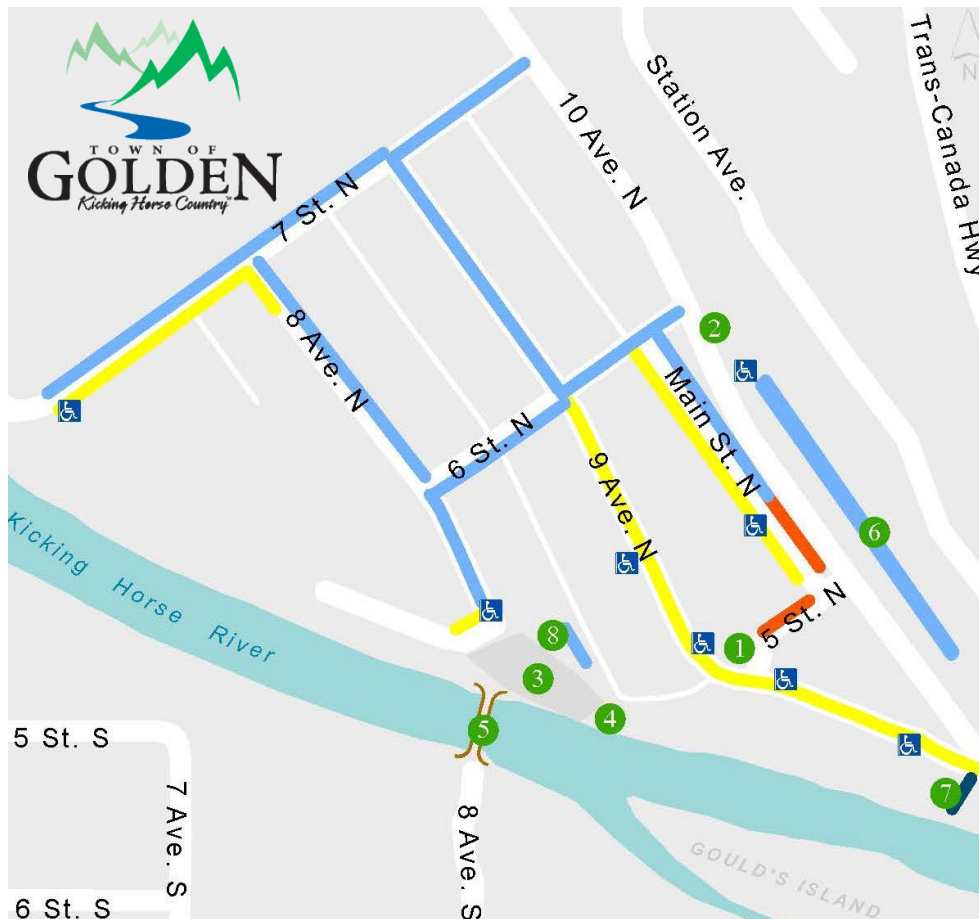 TOWN OF
GOLDEN
Kicking Horse Country™
N
10 Ave. N
Station Ave.
Trans-Canada Hwy
7 St. N
8 Ave. N
2
Main St. N
6 St. N
9 Ave. N
6
Kicking Horse River
5 St. N
8
1
3
4
5
5 St. S
7
7 Ave. S
8 Ave. S
GOULD'S ISLAND
6 St. S